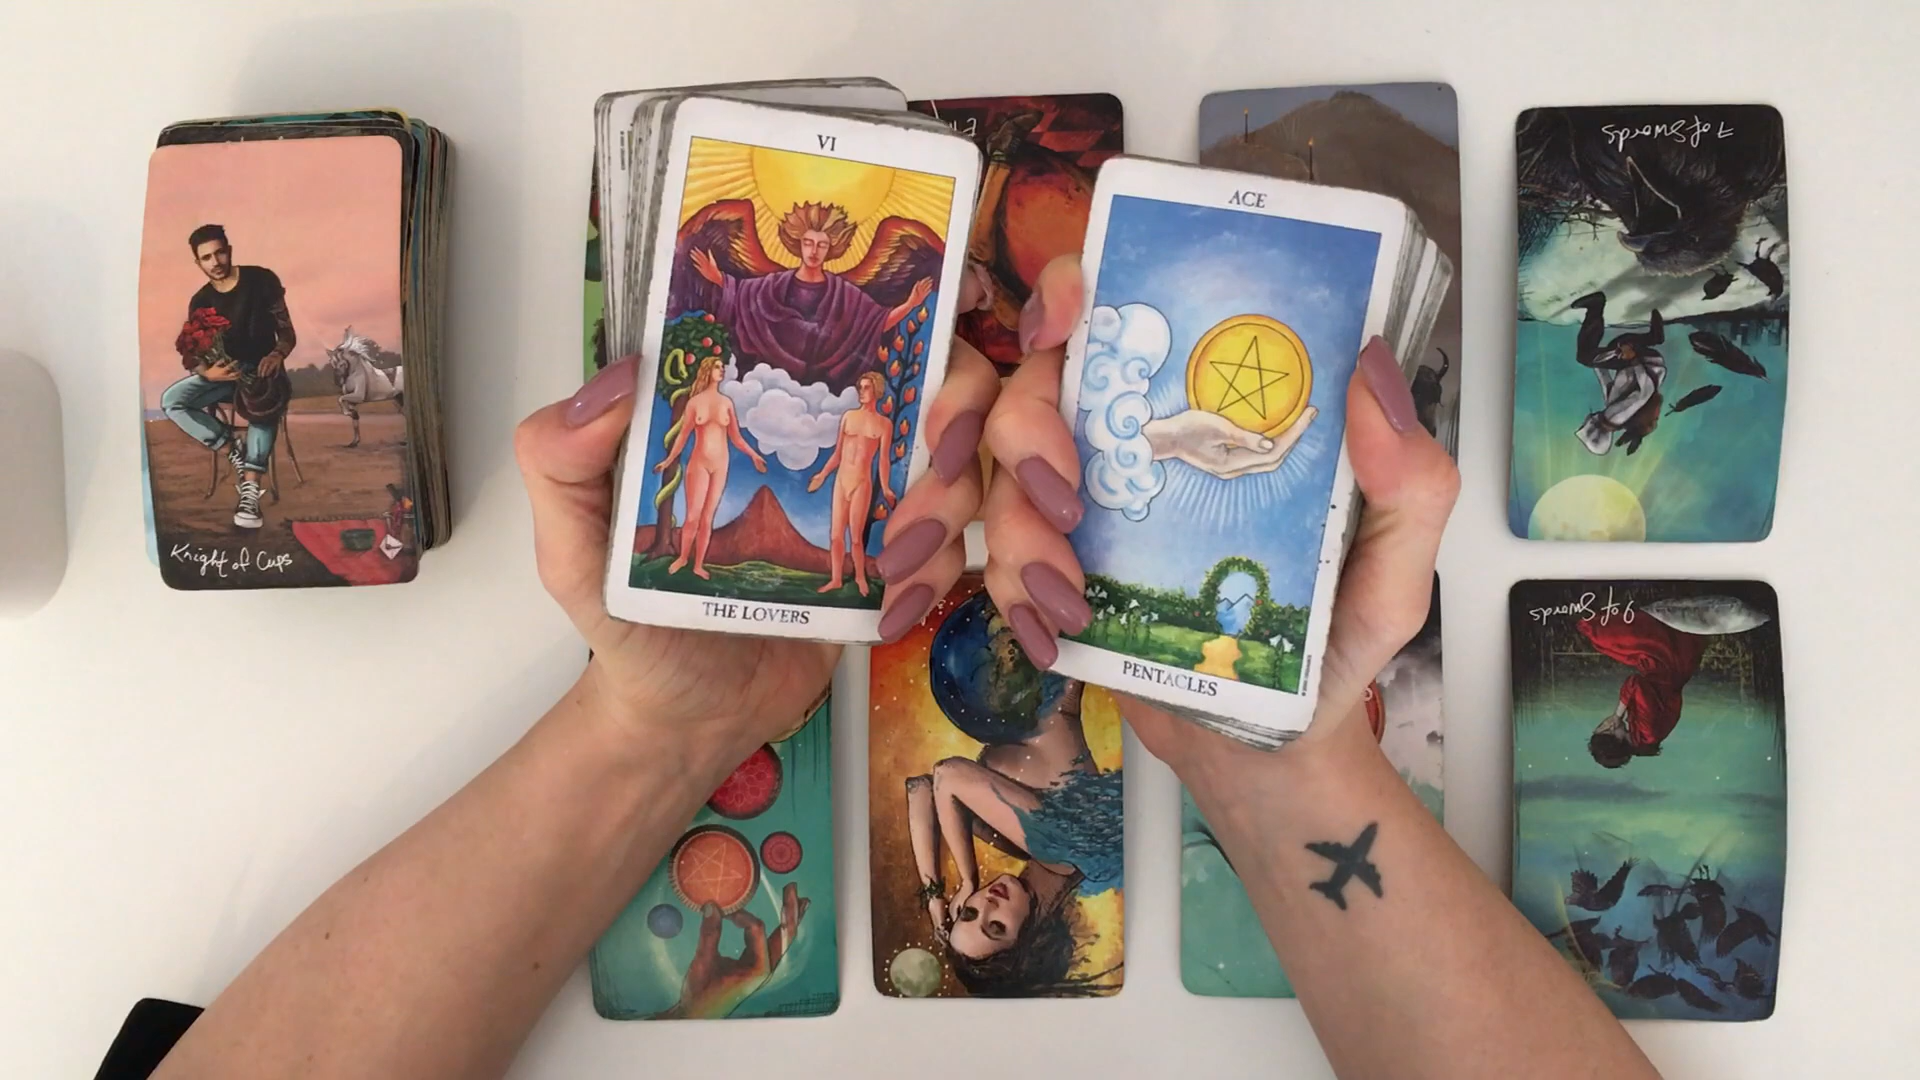 VI
THE LOVERS
ACE
PENTACLES
Knight of Cups
7 of Swords
9 of Swords